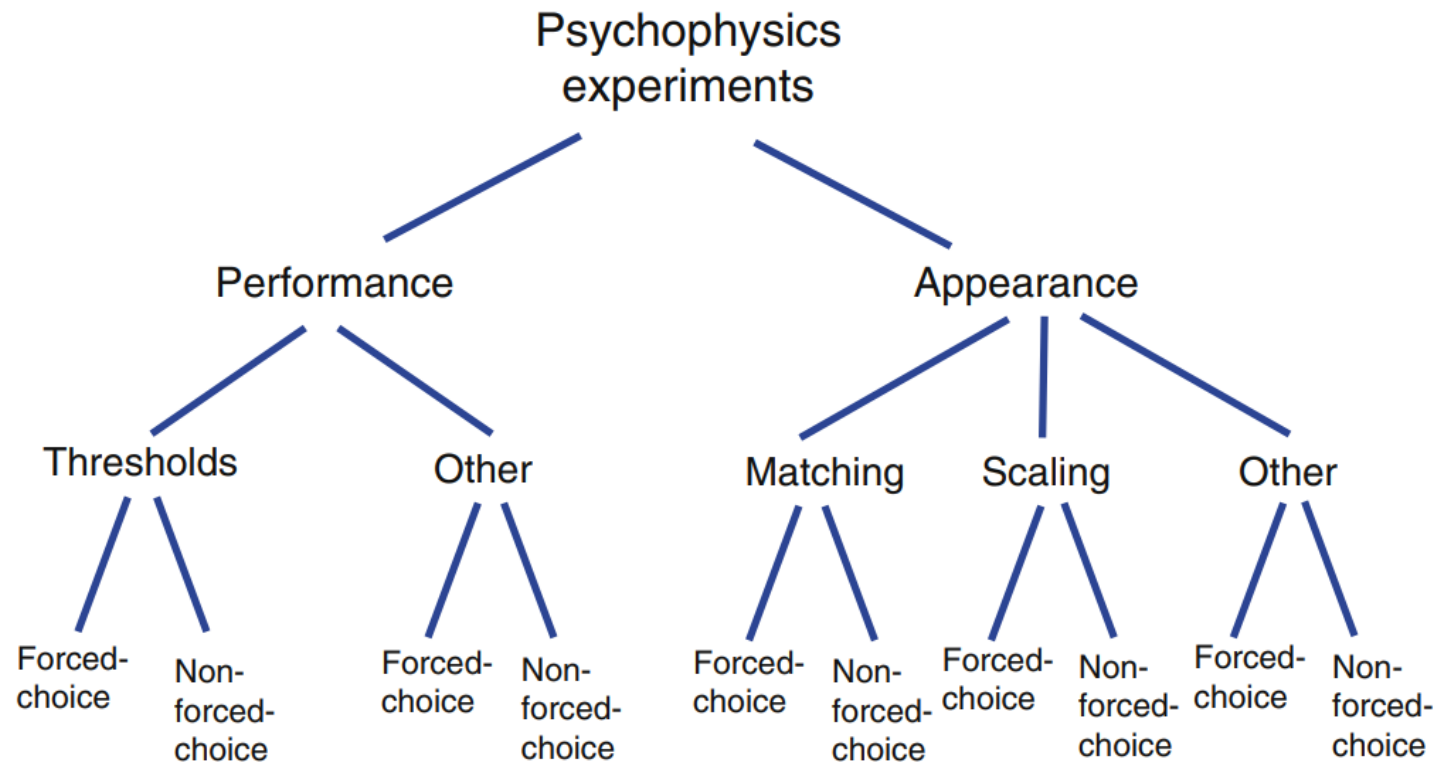 Psychophysics
experiments
Performance
Appearance
Thresholds
Other
Matching
Scaling
Other
Forced-
choice
Non-
forced-
choice
Forced-
choice
Non-
forced-
choice
Forced-
choice
Non-
forced-
choice
Forced-
choice
Non-
forced-
choice
Forced-
choice
Non-
forced-
choice